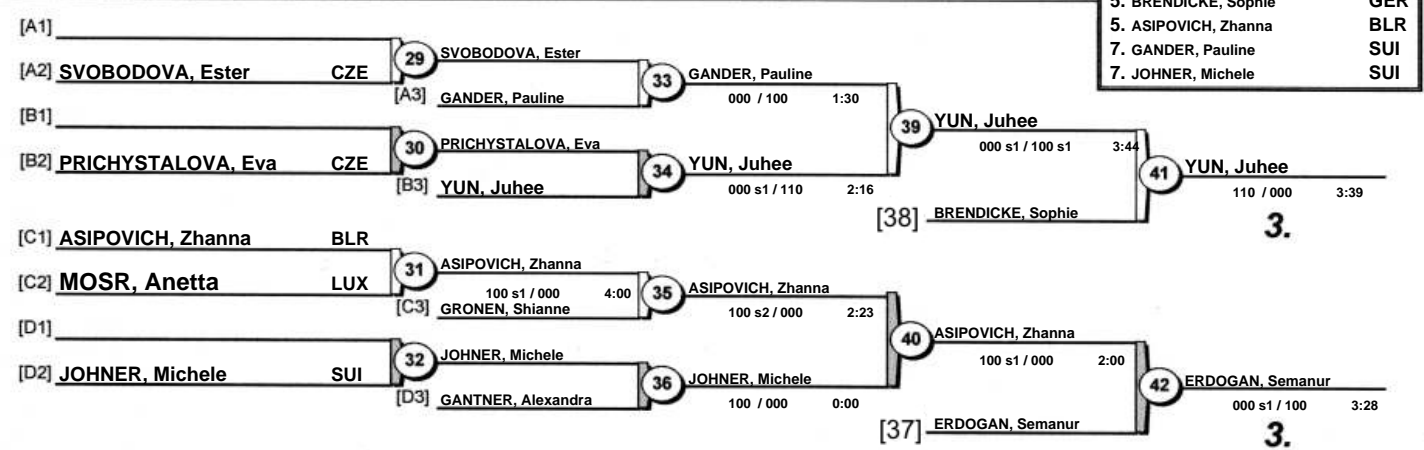 5. BRENDICKE, Sophie GER
5. ASIPOVICH, Zhanna BLR
7. GANDER, Pauline SUI
7. JOHNER, Michele SUI
[A1]
[A2] SVOBODOVA, Ester CZE
29
SVOBODOVA, Ester
[A3] GANDER, Pauline
33
GANDER, Pauline
000 / 100 1:30
[B1]
[B2] PRICHYSTALOVA, Eva CZE
30
PRICHYSTALOVA, Eva
[B3] YUN, Juhee
34
YUN, Juhee
000 s1 / 110 2:16
39
YUN, Juhee
000 s1 / 100 s1 3:44
[38] BRENDICKE, Sophie
41
YUN, Juhee
110 / 000 3:39
3.
[C1] ASIPOVICH, Zhanna BLR
[C2] MOSR, Anetta LUX
31
ASIPOVICH, Zhanna
100 s1 / 000 4:00
[C3] GRONEN, Shianne
35
ASIPOVICH, Zhanna
100 s2 / 000 2:23
[D1]
[D2] JOHNER, Michele SUI
32
JOHNER, Michele
[D3] GANTNER, Alexandra
36
JOHNER, Michele
100 / 000 0:00
40
ASIPOVICH, Zhanna
100 s1 / 000 2:00
[37] ERDOGAN, Semanur
42
ERDOGAN, Semanur
000 s1 / 100 3:28
3.